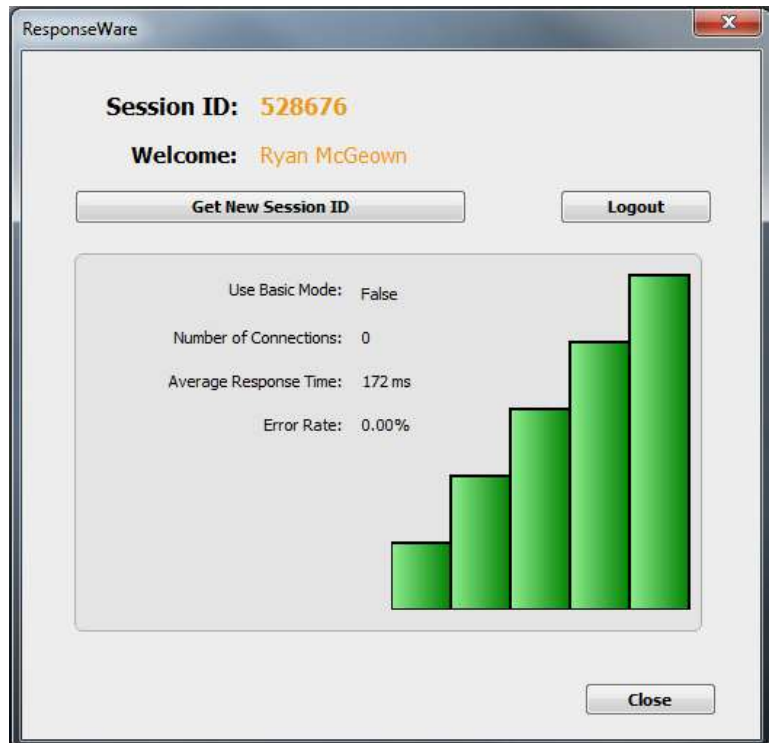 ResponseWare
Session ID: 528676
Welcome: Ryan McGeown
Get New Session ID
Logout
Use Basic Mode: False
Number of Connections: 0
Average Response Time: 172 ms
Error Rate: 0.00%
Close